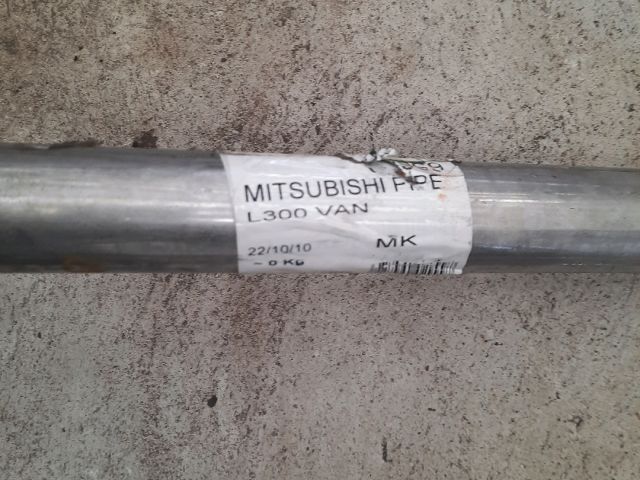 MITSUBISHI PIPE
L300 VAN
22/10/10 MK